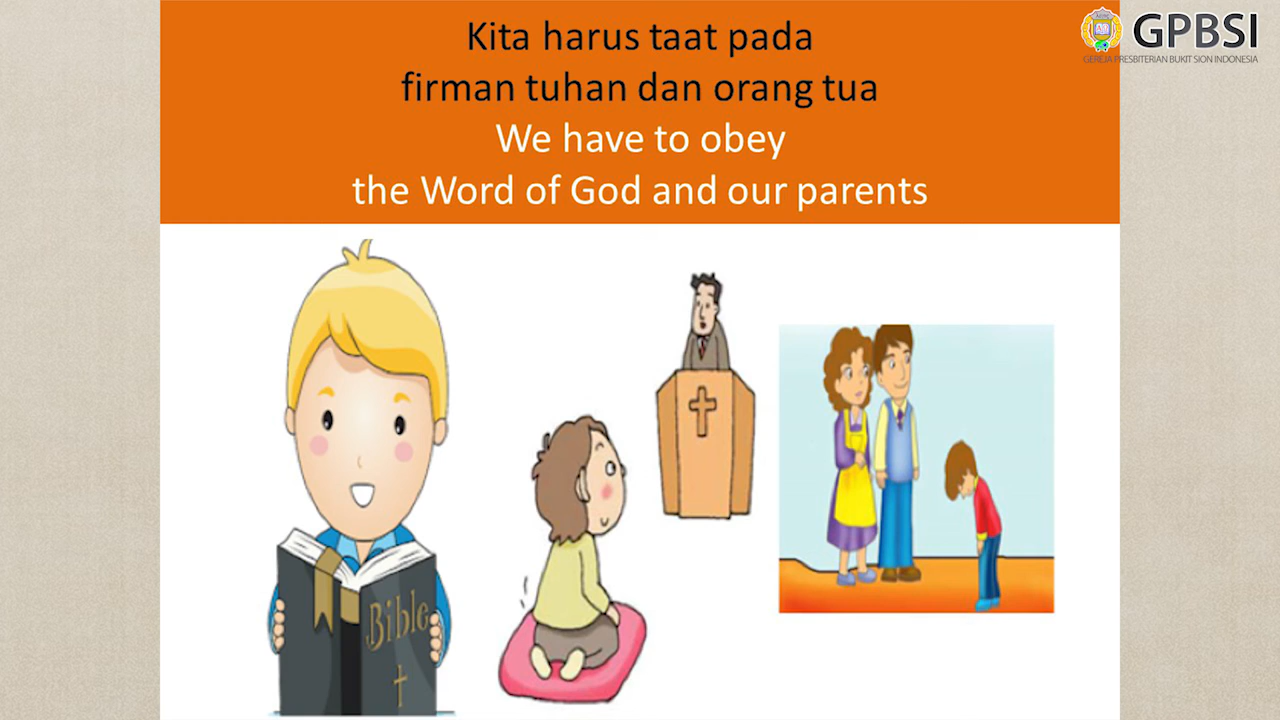 Kita harus taat pada
firman tuhan dan orang tua
We have to obey
the Word of God and our parents
GPBSI
GEREJA PRESBITERIAN BUKIT SION INDONESIA
Bible